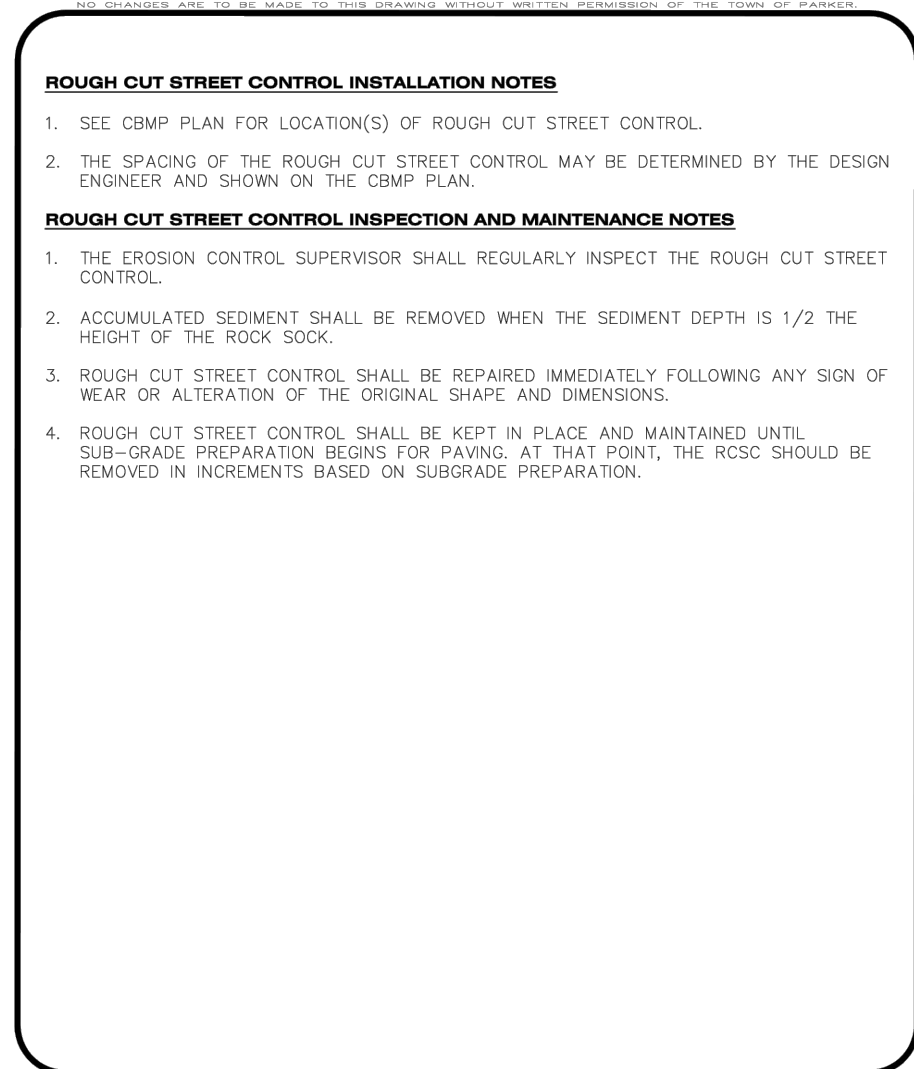 NO CHANGES ARE TO BE MADE TO THIS DRAWING WITHOUT WRITTEN PERMISSION OF THE TOWN OF PARKER.
ROUGH CUT STREET CONTROL INSTALLATION NOTES
1. SEE CBMP PLAN FOR LOCATION(S) OF ROUGH CUT STREET CONTROL.
2. THE SPACING OF THE ROUGH CUT STREET CONTROL MAY BE DETERMINED BY THE DESIGN
ENGINEER AND SHOWN ON THE CBMP PLAN.
ROUGH CUT STREET CONTROL INSPECTION AND MAINTENANCE NOTES
1. THE EROSION CONTROL SUPERVISOR SHALL REGULARLY INSPECT THE ROUGH CUT STREET
CONTROL.
2. ACCUMULATED SEDIMENT SHALL BE REMOVED WHEN THE SEDIMENT DEPTH IS 1/2 THE
HEIGHT OF THE ROCK SOCK.
3. ROUGH CUT STREET CONTROL SHALL BE REPAIRED IMMEDIATELY FOLLOWING ANY SIGN OF
WEAR OR ALTERATION OF THE ORIGINAL SHAPE AND DIMENSIONS.
4. ROUGH CUT STREET CONTROL SHALL BE KEPT IN PLACE AND MAINTAINED UNTIL
SUB-GRADE PREPARATION BEGINS FOR PAVING. AT THAT POINT, THE RCSC SHOULD BE
REMOVED IN INCREMENTS BASED ON SUBGRADE PREPARATION.